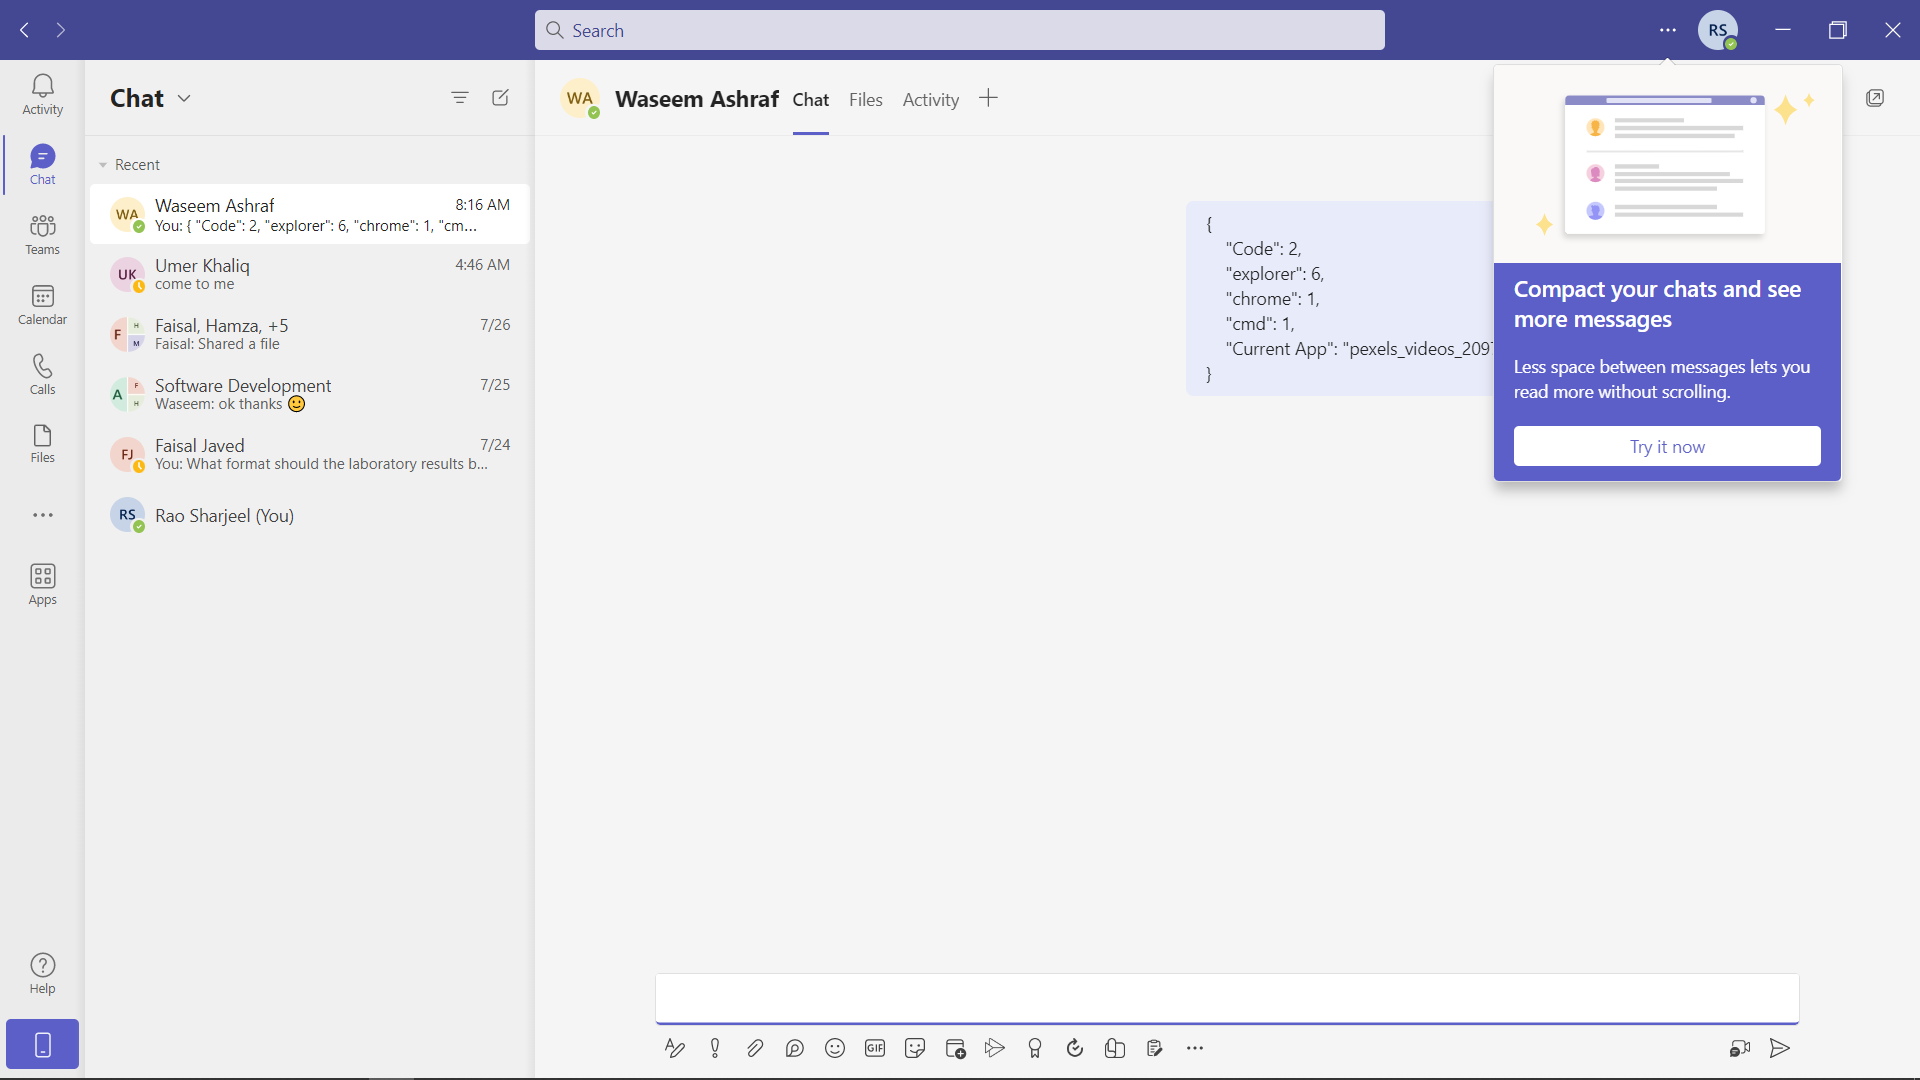 Search
RS
Activity
Chat
Teams
Calendar
Calls
Files
Apps
Help
Chat
Recent
WA
Waseem Ashraf
8:16 AM
You: { "Code": 2, "explorer": 6, "chrome": 1, "cm...
UK
Umer Khaliq
4:46 AM
come to me
F
H
M
Faisal, Hamza, +5
7/26
Faisal: Shared a file
A
F
H
Software Development
7/25
Waseem: ok thanks 🙂
FJ
Faisal Javed
7/24
You: What format should the laboratory results b...
RS
Rao Sharjeel (You)
WA
Waseem Ashraf
Chat
Files
Activity
{
"Code": 2,
"explorer": 6,
"chrome": 1,
"cmd": 1,
"Current App": "pexels_videos_209
}
Compact your chats and see
more messages
Less space between messages lets you
read more without scrolling.
Try it now
GIF